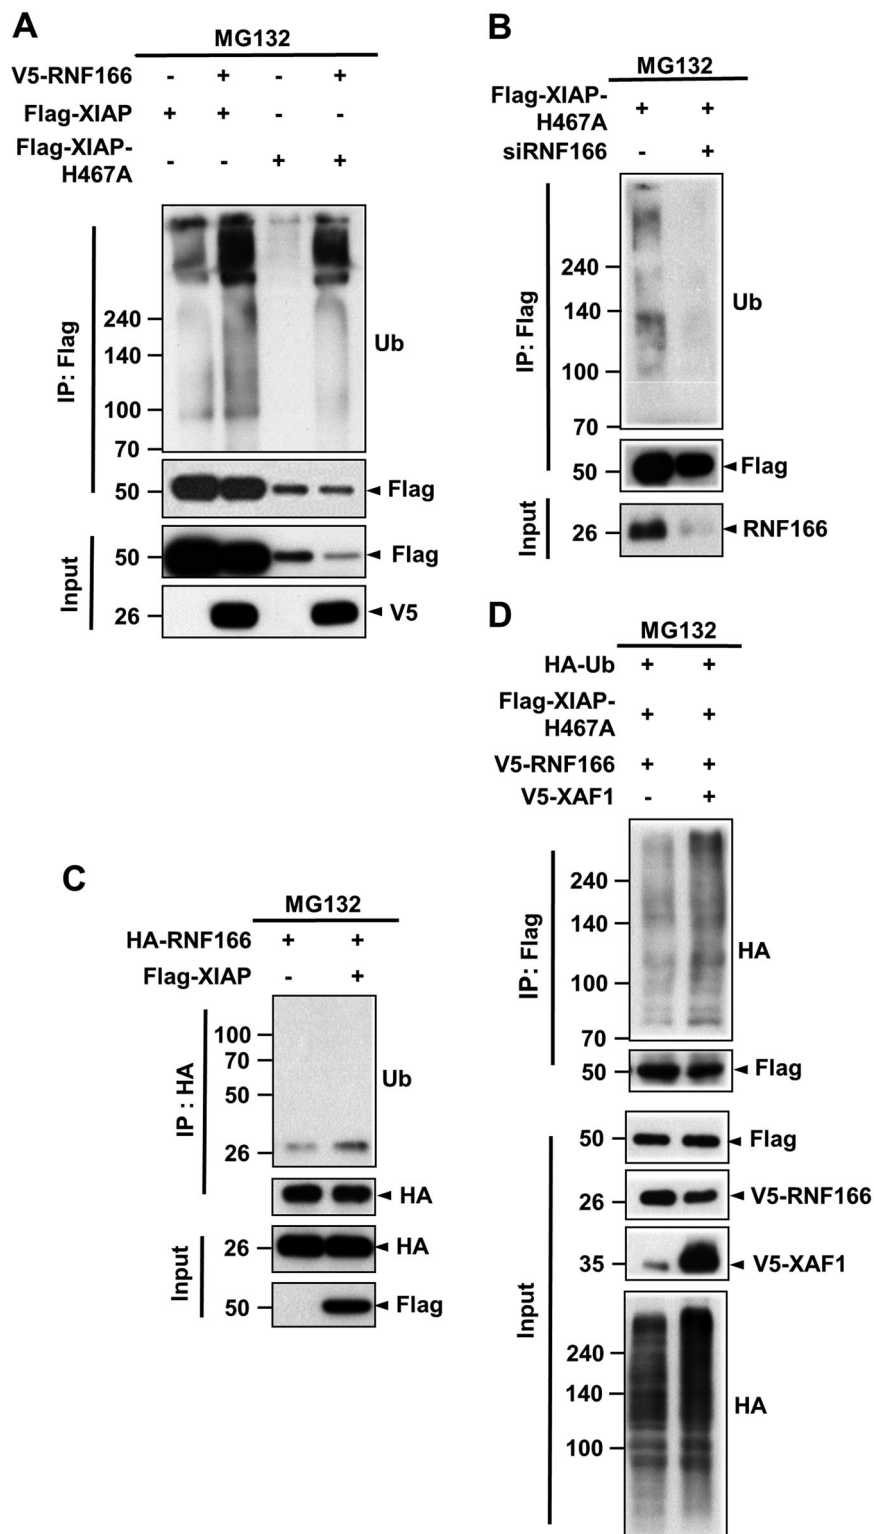 A
MG132
V5-RNF166 - + - +
Flag-XIAP + + - -
Flag-XIAP-
H467A - - + +
IP: Flag
240
140
100
70
Ub
50
Flag
Input
50
Flag
26
V5
B
MG132
Flag-XIAP-
H467A + +
siRNF166 - +
IP: Flag
240
140
100
70
Ub
50
Flag
Input
26
RNF166
C
MG132
HA-RNF166 + +
Flag-XIAP - +
IP : HA
100
70
50
26
Ub
HA
Input
26
HA
50
Flag
D
MG132
HA-Ub + +
Flag-XIAP-
H467A + +
V5-RNF166 + +
V5-XAF1 - +
IP: Flag
240
140
100
70
HA
50
Flag
Input
50
Flag
26
V5-RNF166
35
V5-XAF1
240
140
100
HA